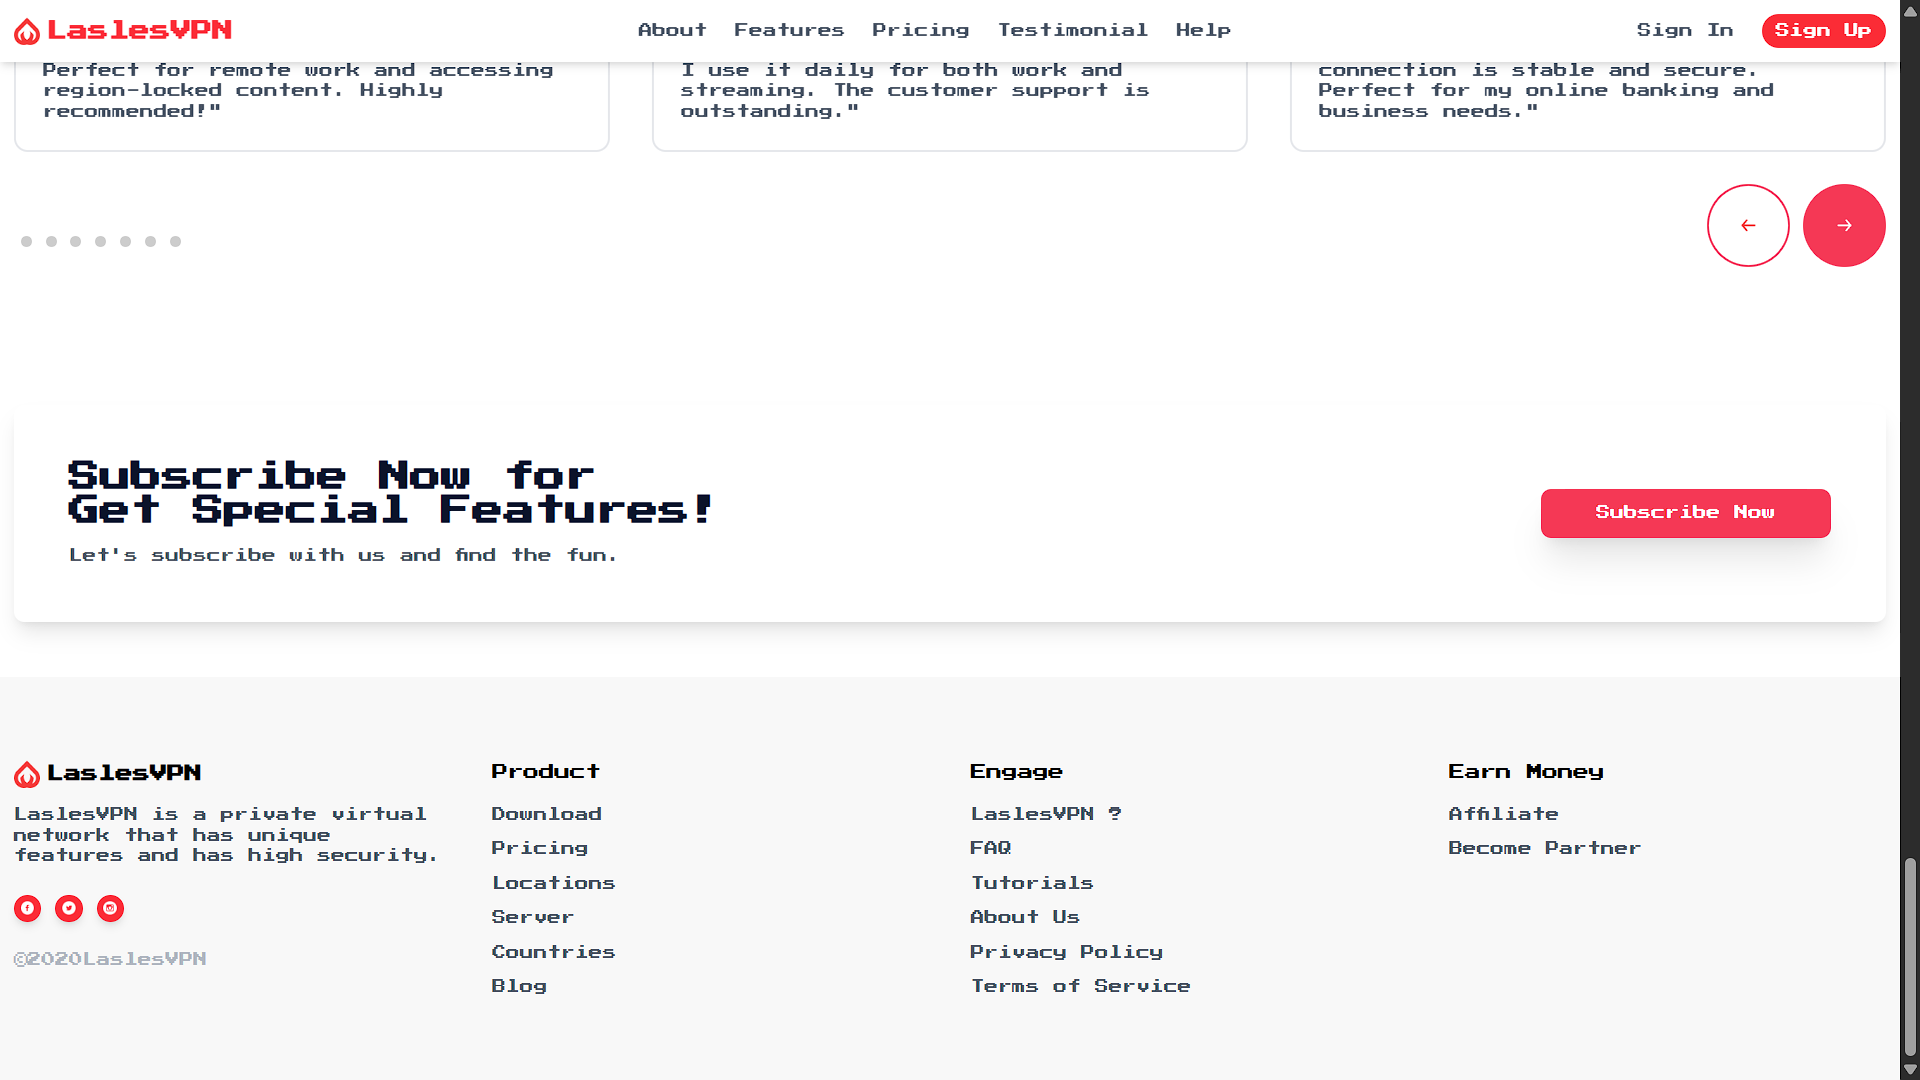 LaslesVPN
About Features Pricing Testimonial Help
Sign In Sign Up
Perfect for remote work and accessing
region-locked content. Highly
recommended!"
I use it daily for both work and
streaming. The customer support is
outstanding."
connection is stable and secure.
Perfect for my online banking and
business needs."
Subscribe Now for
Get Special Features!
Let's subscribe with us and find the fun.
Subscribe Now
LaslesVPN
LaslesVPN is a private virtual
network that has unique
features and has high security.
©2020LaslesVPN
Product
Download
Pricing
Locations
Server
Countries
Blog
Engage
LaslesVPN ?
FAQ
Tutorials
About Us
Privacy Policy
Terms of Service
Earn Money
Affiliate
Become Partner